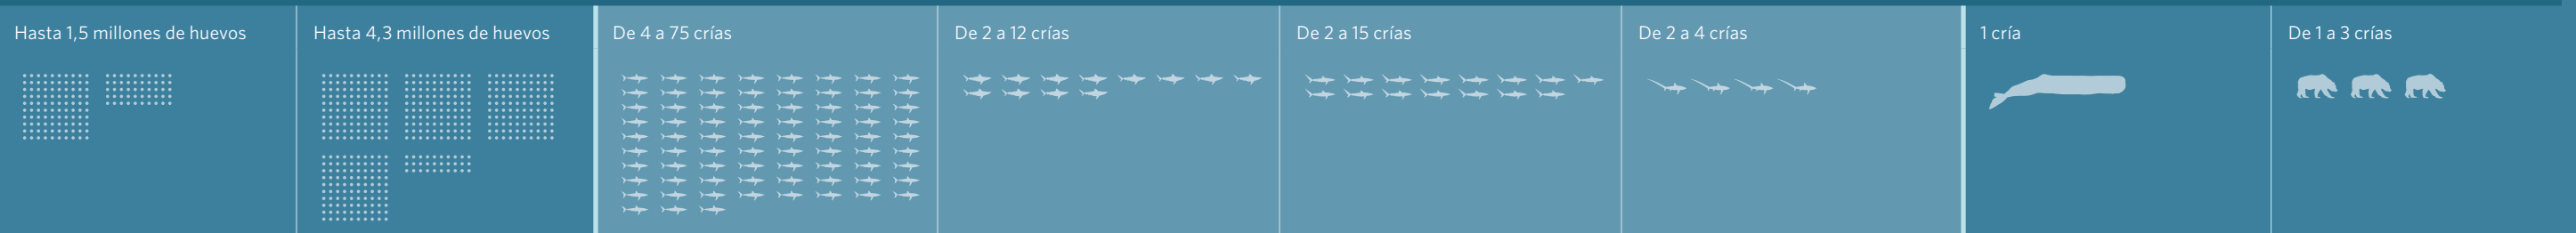 Hasta 1,5 millones de huevos
Hasta 4,3 millones de huevos
De 4 a 75 crías
De 2 a 12 crías
De 2 a 15 crías
De 2 a 4 crías
1 cría
De 1 a 3 crías